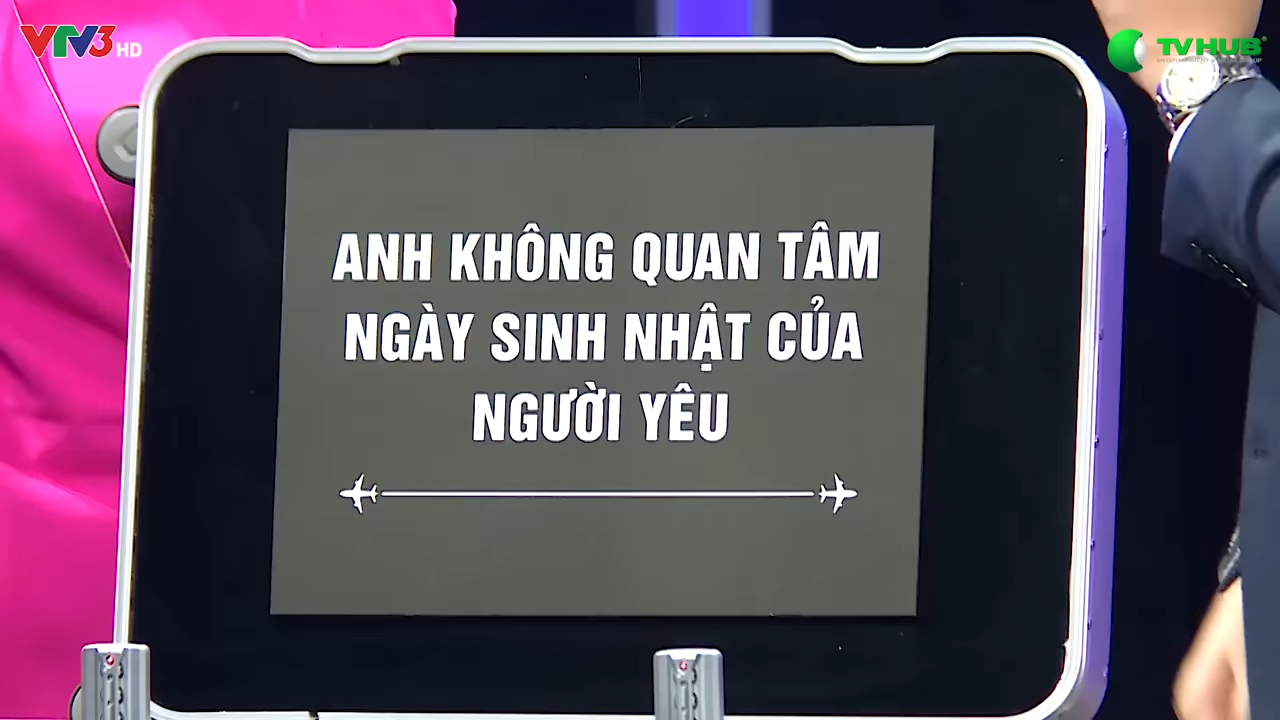 VTV3 HD
TV HUB
ANH KHÔNG QUAN TÂM
NGÀY SINH NHẬT CỦA
NGƯỜI YÊU